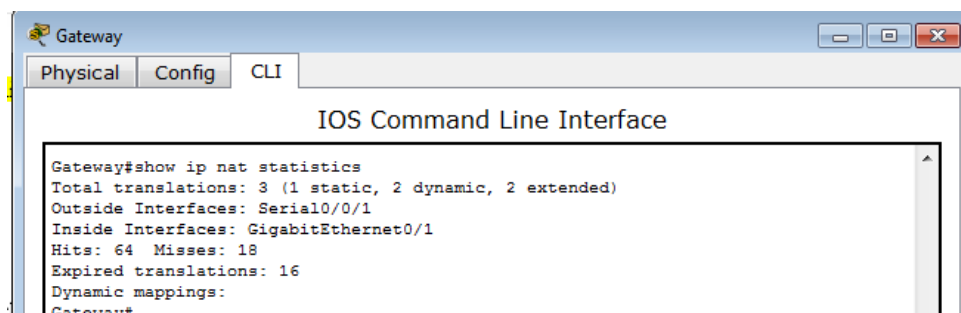 Gateway
Physical Config CLI
IOS Command Line Interface
Gateway#show ip nat statistics
Total translations: 3 (1 static, 2 dynamic, 2 extended)
Outside Interfaces: Serial0/0/1
Inside Interfaces: GigabitEthernet0/1
Hits: 64  Misses: 18
Expired translations: 16
Dynamic mappings:
Gateway#